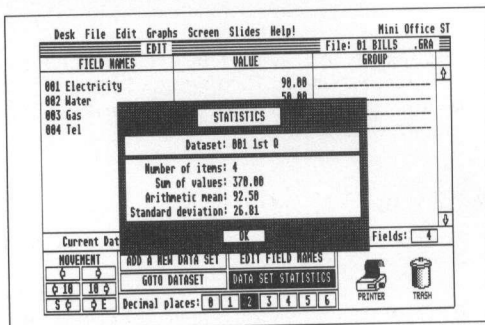 Desk File Edit Graphs Screen Slides Help! Mini Office ST
EDIT File: 01 BILLS .GRA
FIELD NAMES VALUE GROUP
001 Electricity 90.00
002 Water 50.00
003 Gas
004 Tel
STATISTICS
Dataset: 001 1st Q
Number of items: 4
Sum of values: 370.00
Arithmetic mean: 92.50
Standard deviation: 26.01
OK
Current Dat Fields: 4
MOVEMENT ADD A NEW DATA SET EDIT FIELD NAMES
10 10 GOTO DATASET DATA SET STATISTICS
S E Decimal places: 0 1 2 3 4 5 6 PRINTER TRASH